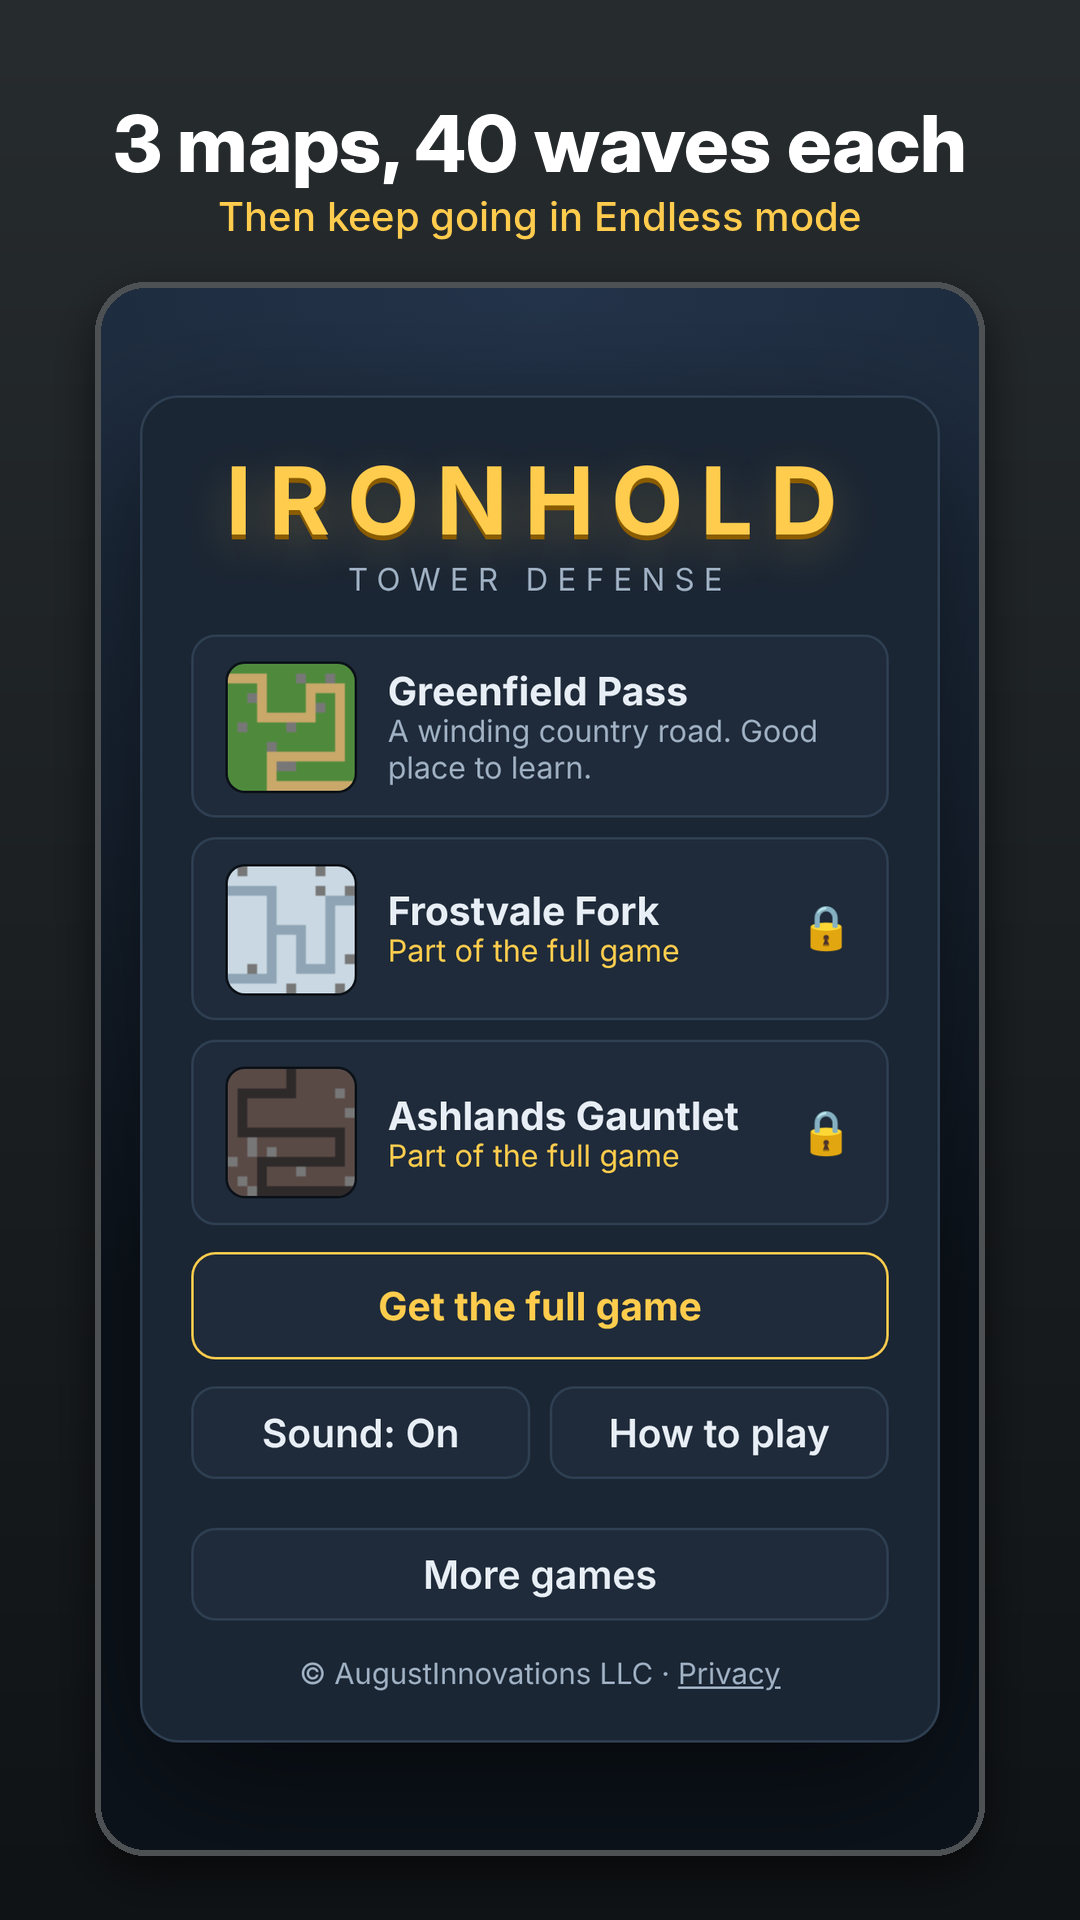 3 maps, 40 waves each
Then keep going in Endless mode
IRONHOLD
TOWER DEFENSE
Greenfield Pass
A winding country road. Good
place to learn.
Frostvale Fork
Part of the full game
Ashlands Gauntlet
Part of the full game
Get the full game
Sound: On
How to play
More games
© AugustInnovations LLC · Privacy